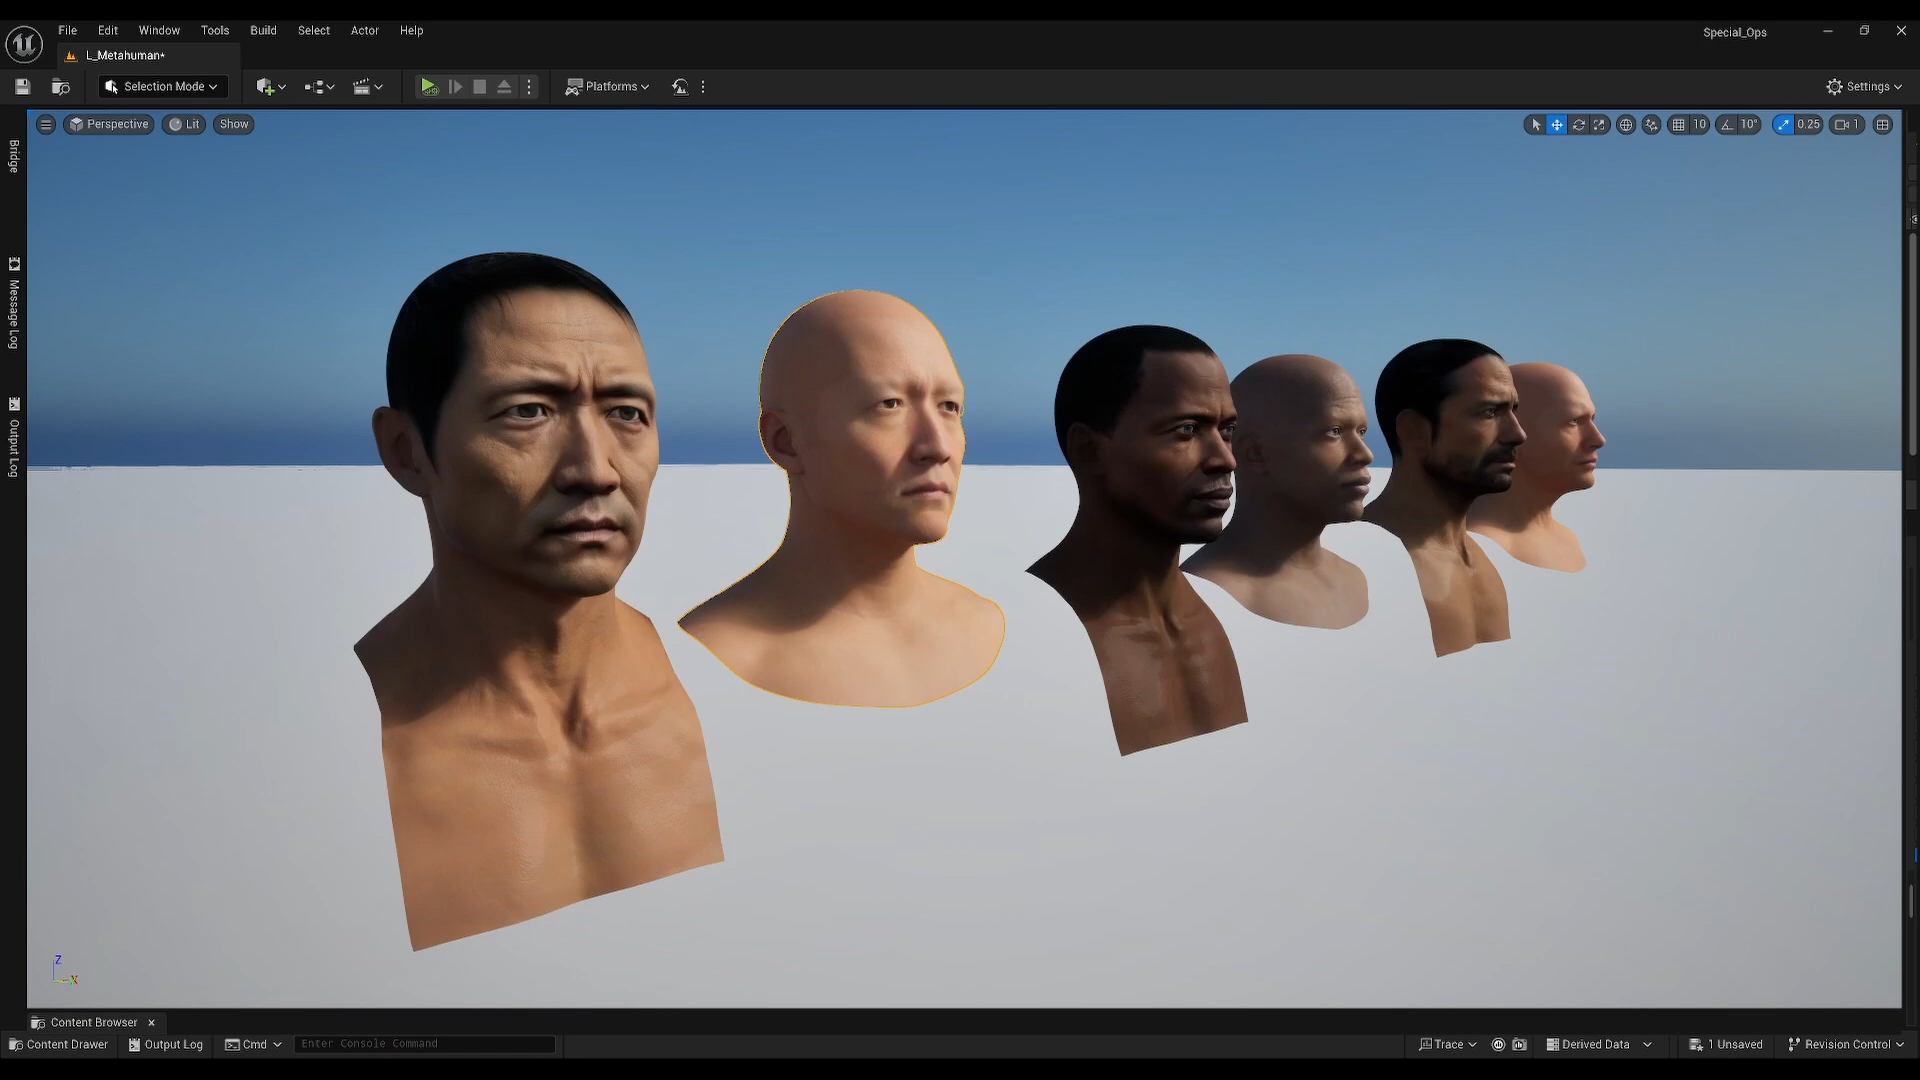 File Edit Window Tools Build Select Actor Help
Special_Ops
L_Metahuman*
Selection Mode
Platforms
Settings
Perspective
Lit
Show
10
10°
0.25
1
Bridge
Message Log
Output Log
Z
X
Content Browser
Content Drawer
Output Log
Cmd
Enter Console Command
Trace
Derived Data
1 Unsaved
Revision Control